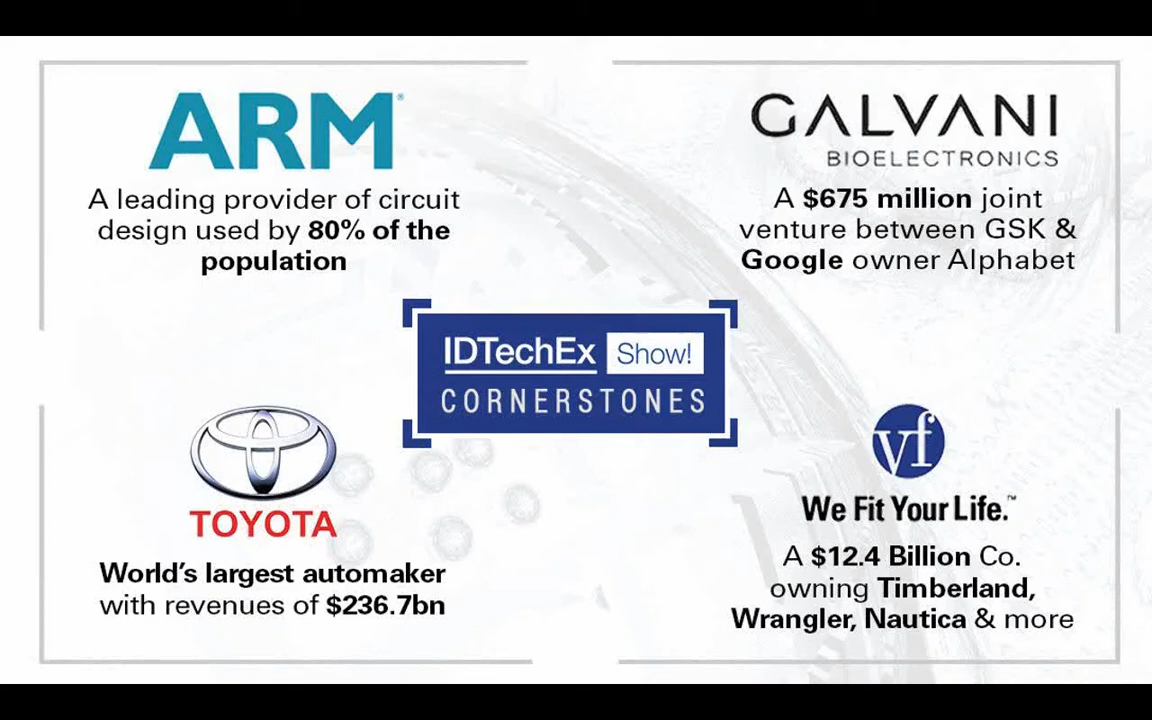 ARM®
A leading provider of circuit
design used by 80% of the
population
GALVANI
BIOELECTRONICS
A $675 million joint
venture between GSK &
Google owner Alphabet
IDTechEx Show!
CORNERSTONES
TOYOTA
World's largest automaker
with revenues of $236.7bn
vf
We Fit Your Life.™
A $12.4 Billion Co.
owning Timberland,
Wrangler, Nautica & more